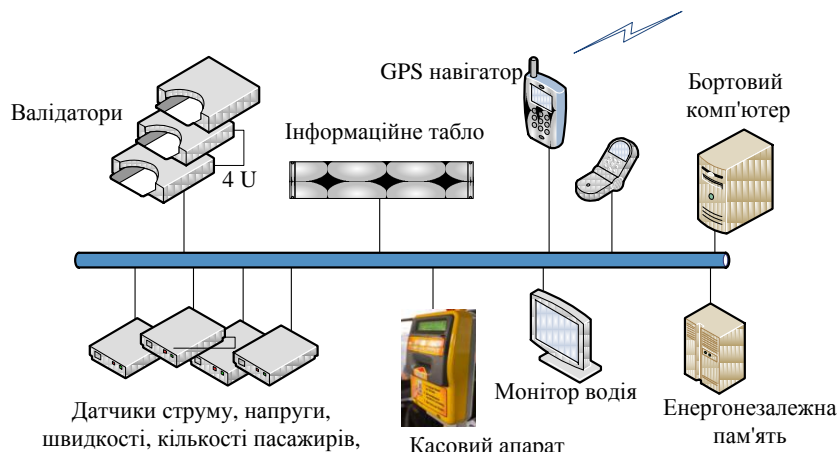 GPS навігатор
Бортовий
комп'ютер
Валідатори
Інформаційне табло
4 U
Датчики струму, напруги,
швидкості, кількості пасажирів,
Касовий апарат
Монітор водія
Енергонезалежна
пам'ять